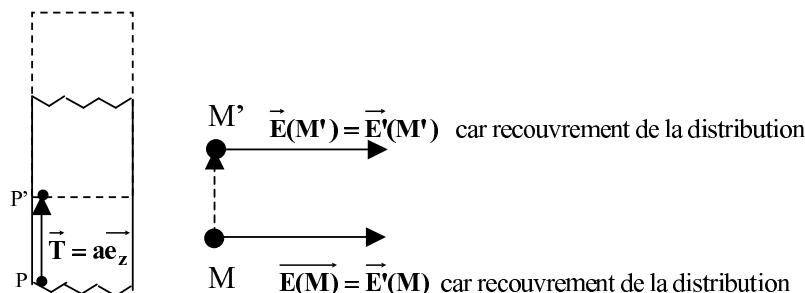 M'
E(M') = E'(M') car recouvrement de la distribution
P'
T = ae_z
P
M
E(M) = E'(M) car recouvrement de la distribution